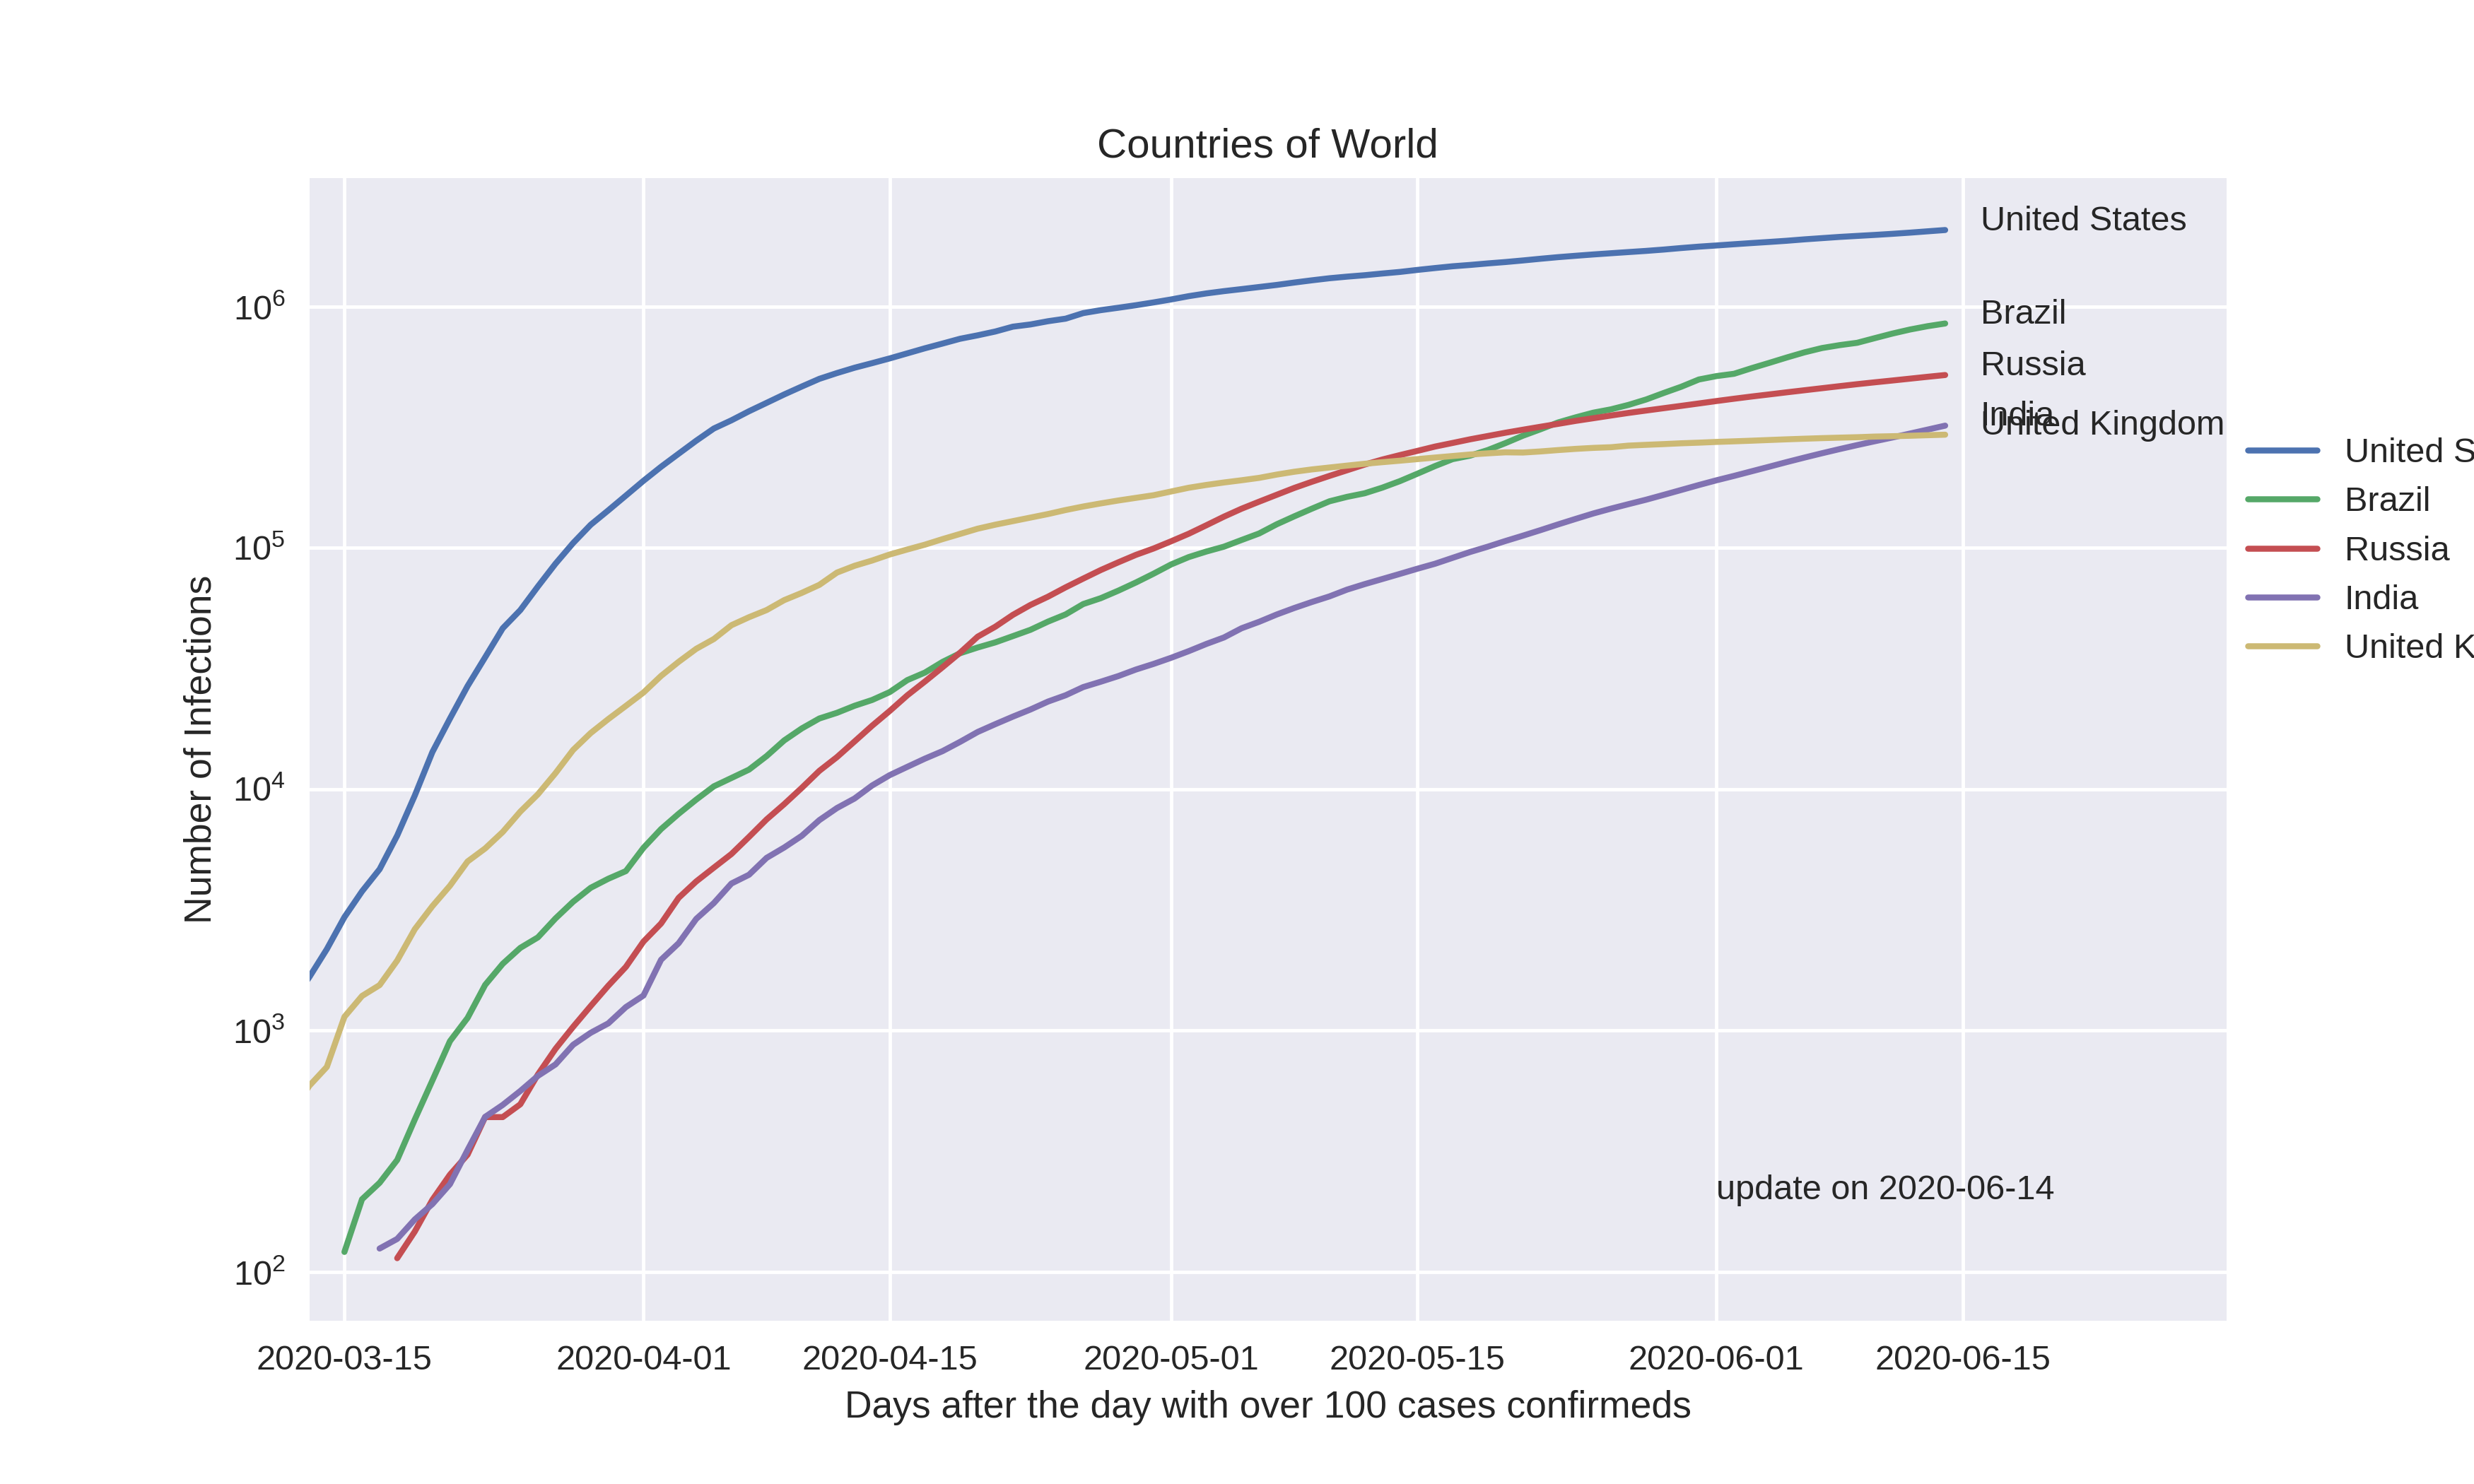 Countries of World
United States
Brazil
Russia
India
United Kingdom
United S
Brazil
Russia
India
United K
10^6
10^5
10^4
10^3
10^2
Number of Infections
update on 2020-06-14
2020-03-15 2020-04-01 2020-04-15 2020-05-01 2020-05-15 2020-06-01 2020-06-15
Days after the day with over 100 cases confirmeds